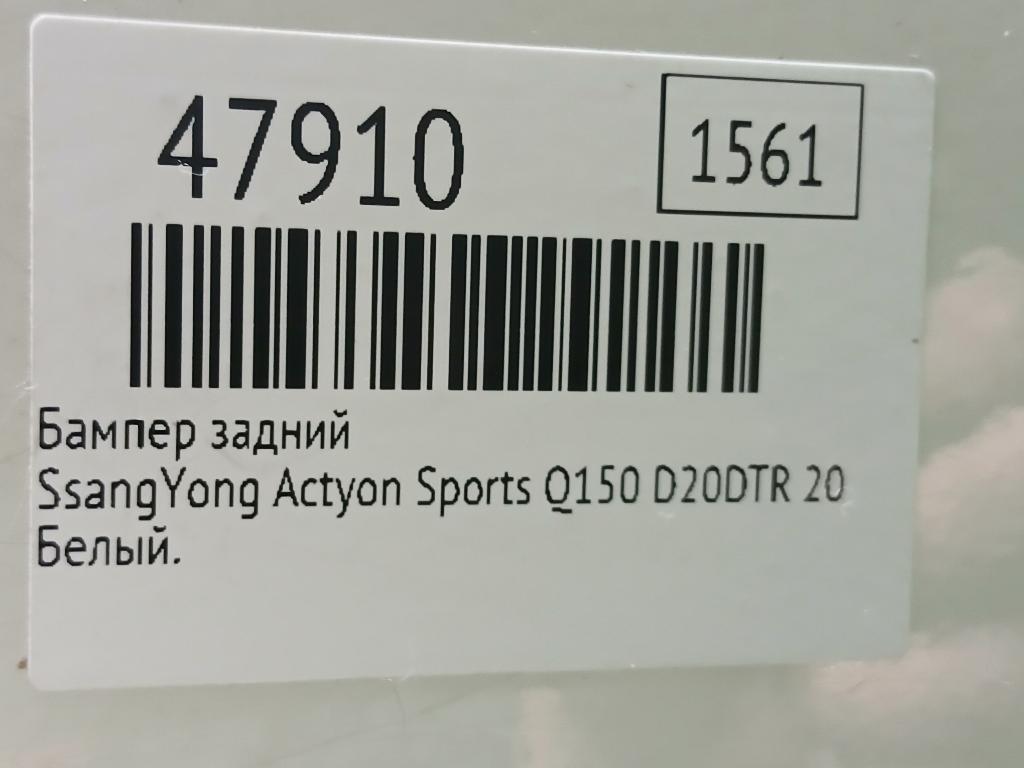 47910
1561
Бампер задний
SsangYong Actyon Sports Q150 D20DTR 20
Белый.